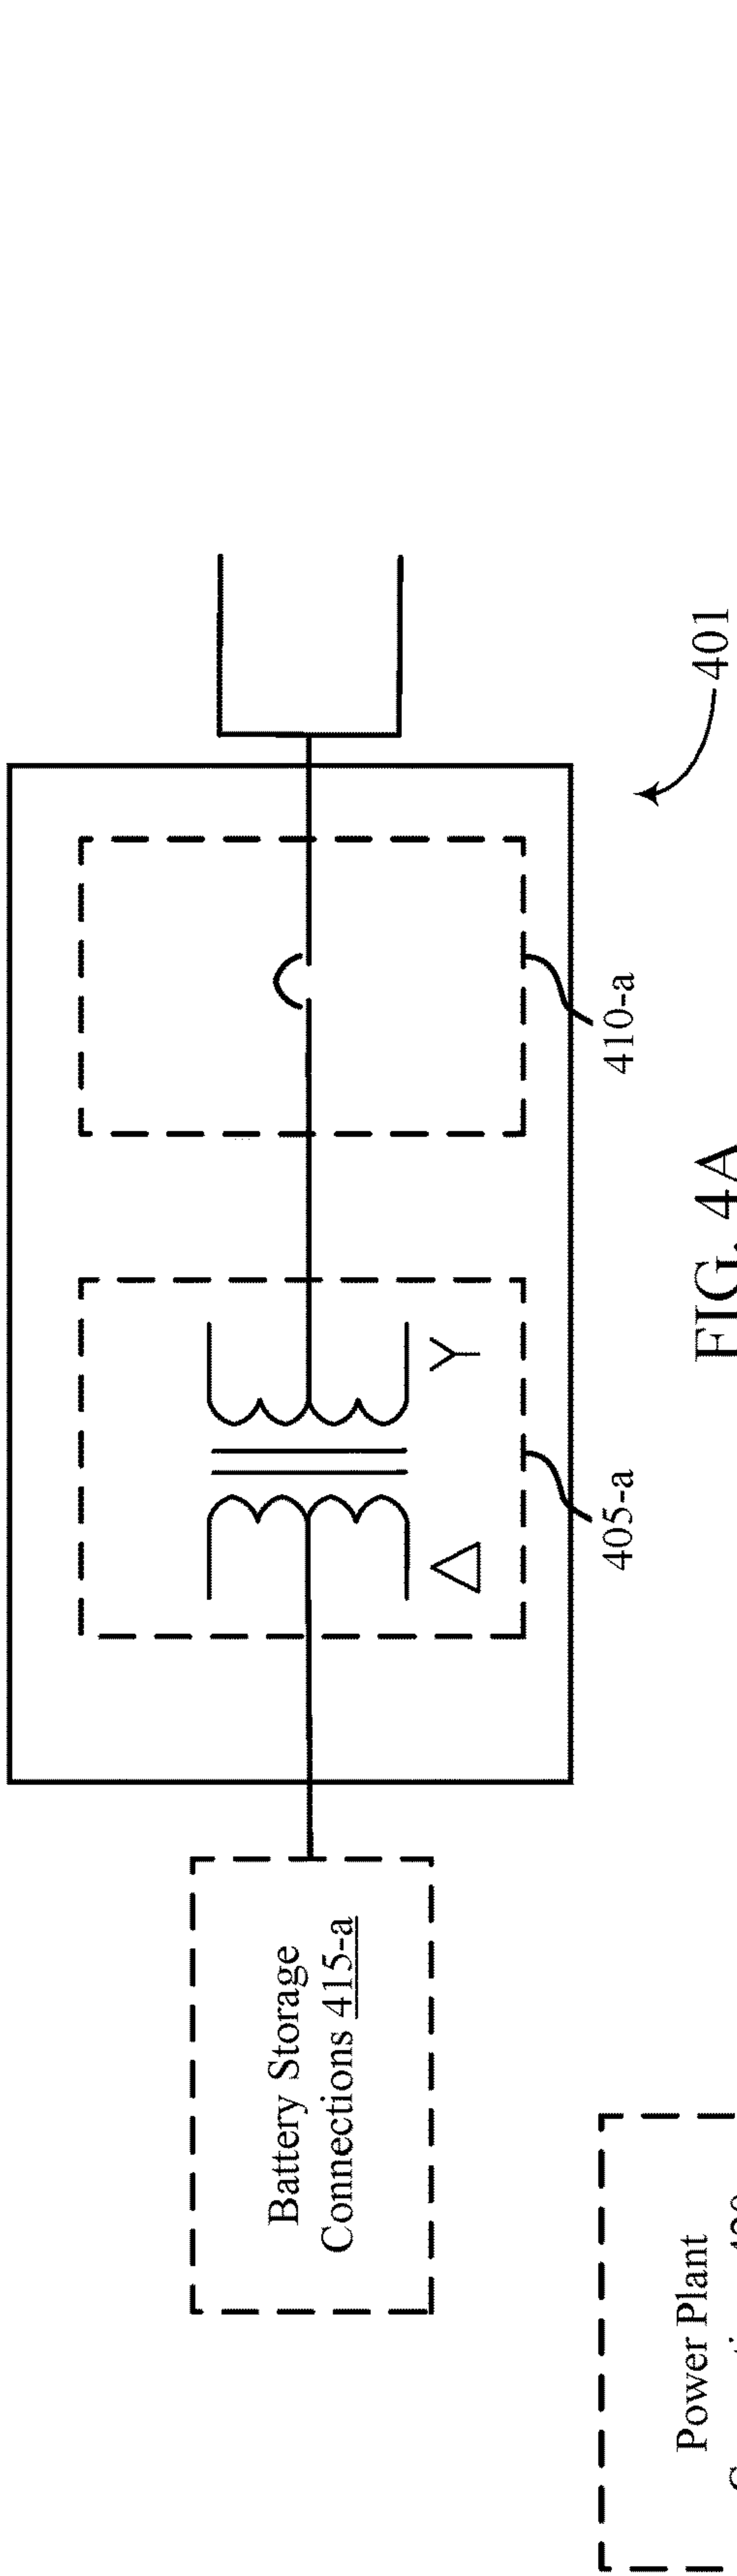 Battery Storage
Connections 415-a
Δ
Y
405-a
410-a
401
FIG. 4A
Power Plant